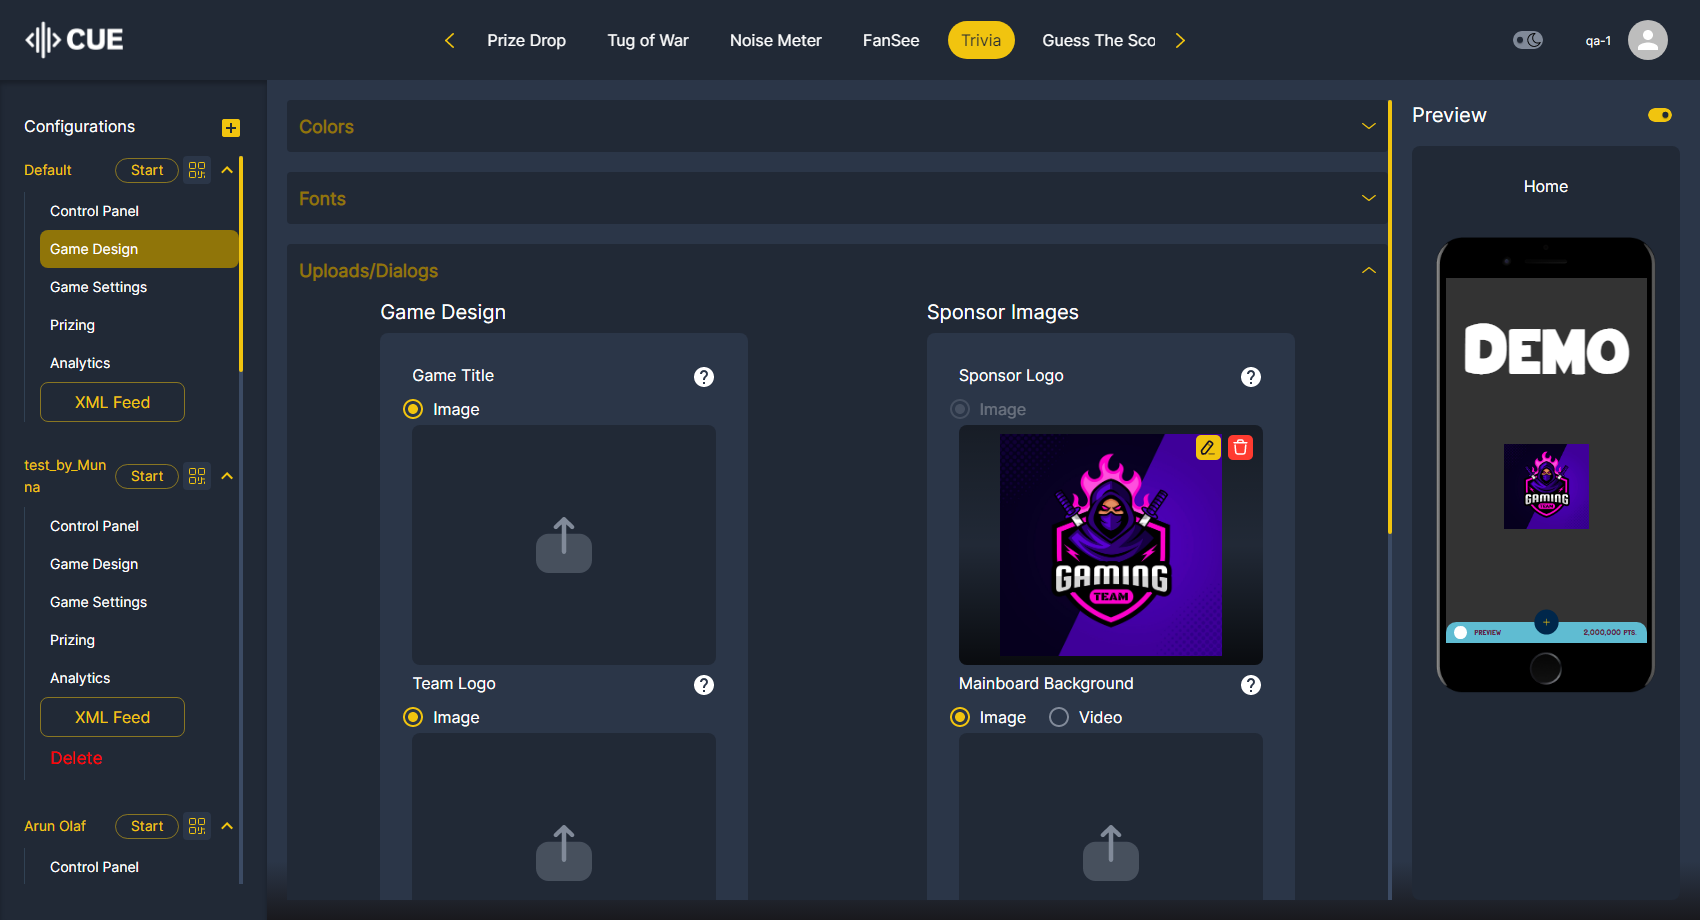 CUE
Prize Drop
Tug of War
Noise Meter
FanSee
Trivia
Guess The Sco
qa-1
Configurations
Default
Start
Control Panel
Game Design
Game Settings
Prizing
Analytics
XML Feed
test_by_Mun
na
Start
Control Panel
Game Design
Game Settings
Prizing
Analytics
XML Feed
Delete
Arun Olaf
Start
Control Panel
Colors
Fonts
Uploads/Dialogs
Game Design
Game Title
Image
Team Logo
Image
Sponsor Images
Sponsor Logo
Image
GAMING
TEAM
Mainboard Background
Image
Video
Preview
Home
DEMO
GAMING
TEAM
PREVIEW
2,000,000 PTS.